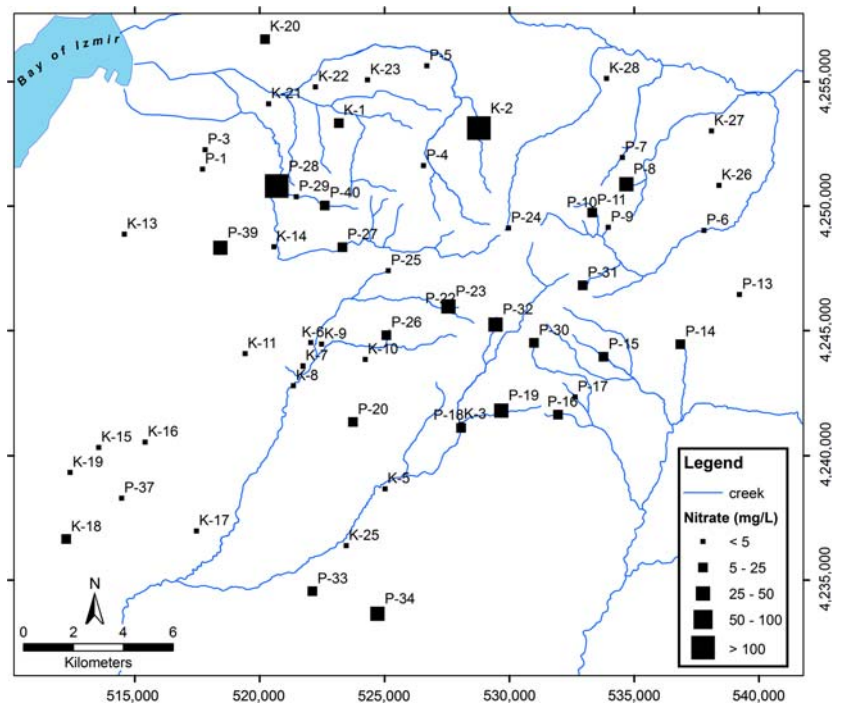 Bay of Izmir
K-20
P-5
K-28
4,255,000
K-22
K-23
K-21
K-1
K-2
K-27
P-3
P-1
P-4
P-7
P-8
K-26
P-28
P-29
P-40
P-10
P-11
P-9
P-6
4,250,000
K-13
P-39
K-14
P-27
P-24
P-25
P-31
P-13
P-22
P-23
P-32
K-6
K-9
P-26
P-30
P-15
P-14
4,245,000
K-11
K-7
K-10
K-8
P-17
P-20
P-18
K-3
P-19
P-16
K-15
K-16
4,240,000
K-19
P-37
K-5
K-18
K-17
K-25
P-33
P-34
4,235,000
Legend
creek
Nitrate (mg/L)
< 5
5 - 25
25 - 50
50 - 100
> 100
N
0 2 4 6
Kilometers
515,000 520,000 525,000 530,000 535,000 540,000